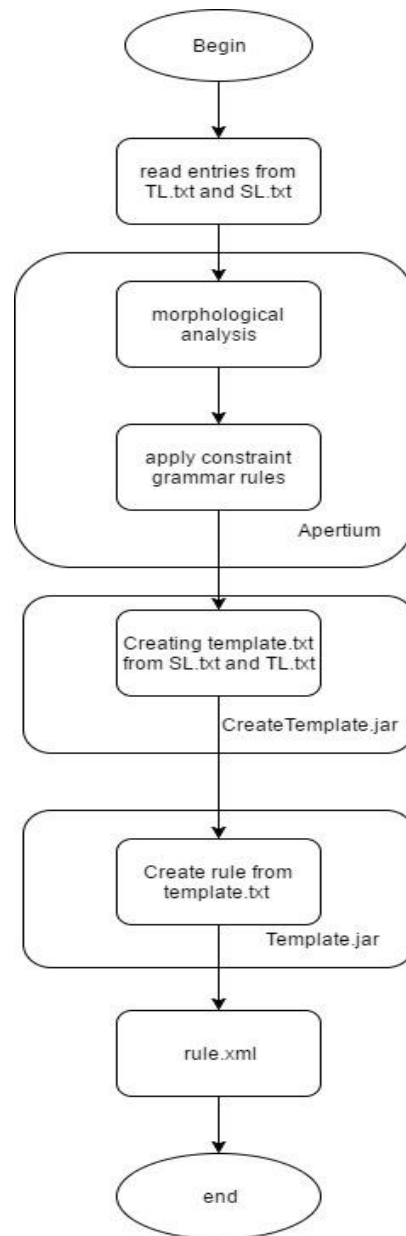 Begin
read entries from
TL.txt and SL.txt
morphological
analysis
apply constraint
grammar rules
Apertium
Creating template.txt
from SL.txt and TL.txt
CreateTemplate.jar
Create rule from
template.txt
Template.jar
rule.xml
end